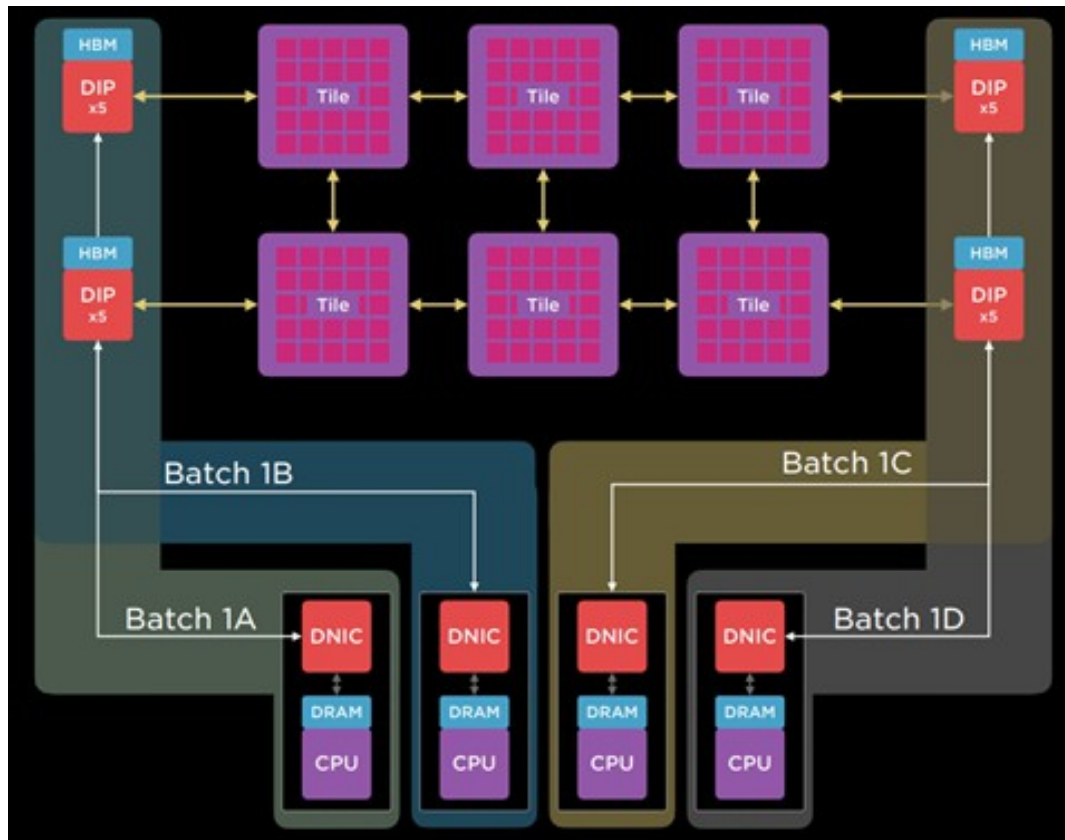 HBM
DIP
x5
Tile
Tile
Tile
HBM
DIP
x5
HBM
DIP
x5
Tile
Tile
Tile
HBM
DIP
x5
Batch 1B
Batch 1C
Batch 1A
Batch 1D
DNIC
DNIC
DNIC
DNIC
DRAM
DRAM
DRAM
DRAM
CPU
CPU
CPU
CPU